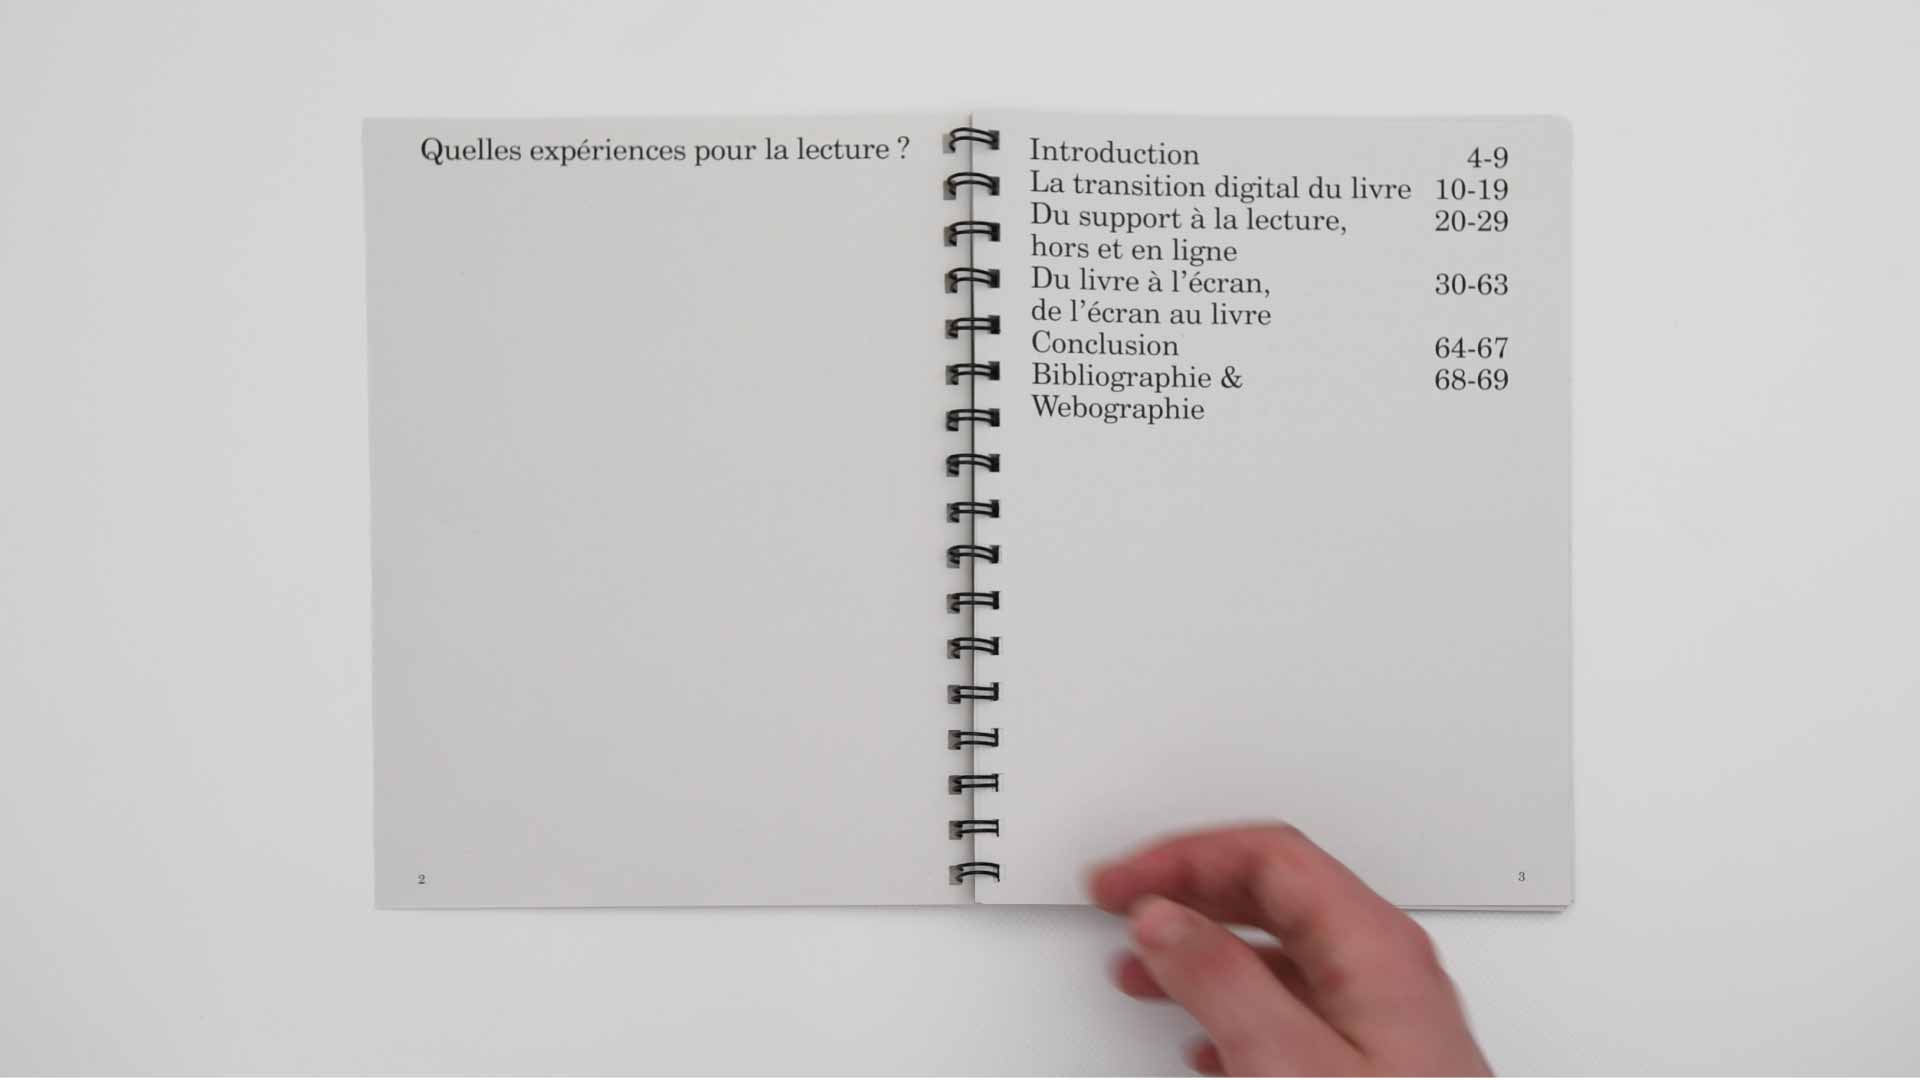 Quelles expériences pour la lecture ?
2
Introduction 4-9
La transition digital du livre 10-19
Du support à la lecture, 20-29
hors et en ligne
Du livre à l’écran, 30-63
de l’écran au livre
Conclusion 64-67
Bibliographie & 68-69
Webographie
3